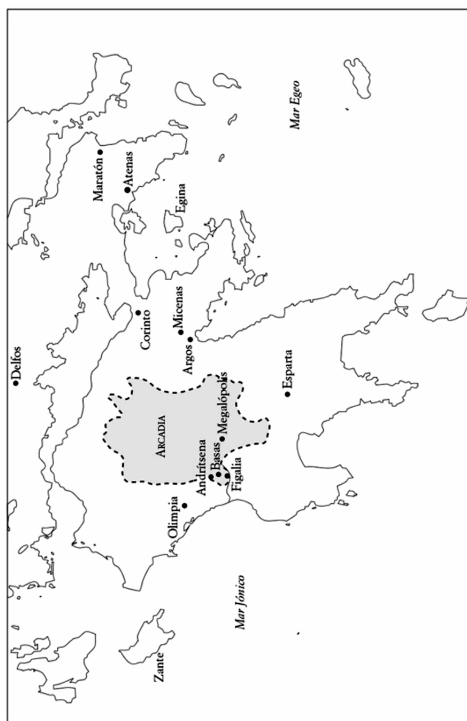 Delfos
Maratón
Atenas
Egina
Mar Egeo
Corinto
Micenas
Argos
ARCADIA
Esparta
Megalópolis
Andrítsena
Basas
Figalia
Olimpia
Zante
Mar Jónico